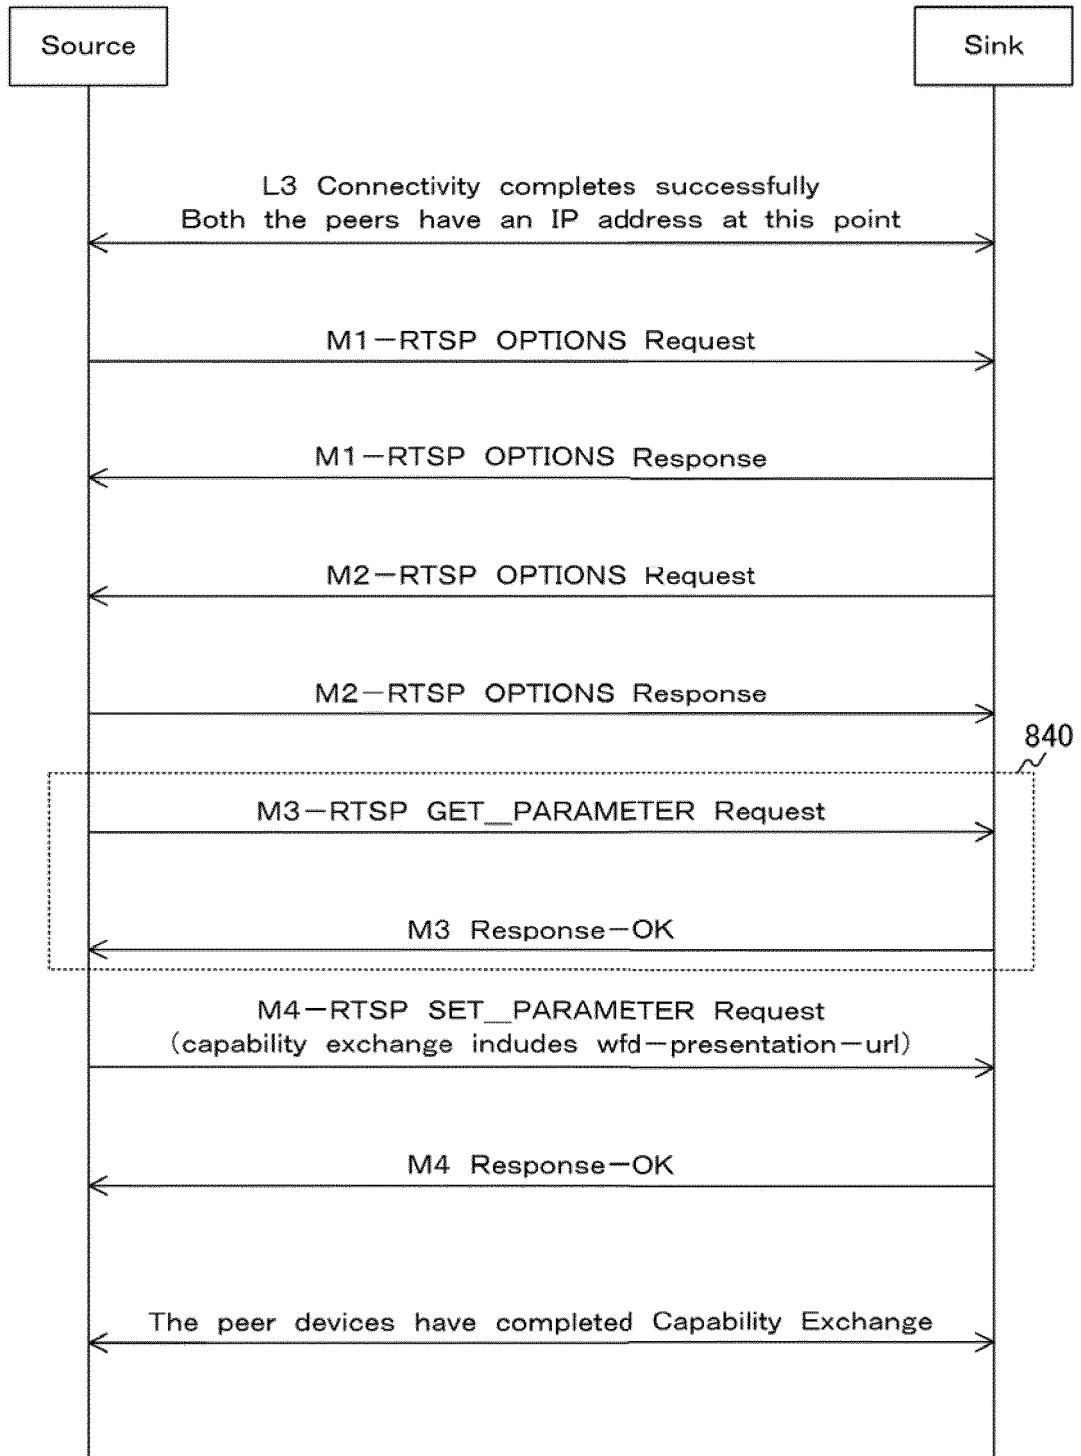 Source
Sink
L3 Connectivity completes successfully
Both the peers have an IP address at this point
M1-RTSP OPTIONS Request
M1-RTSP OPTIONS Response
M2-RTSP OPTIONS Request
M2-RTSP OPTIONS Response
840
M3-RTSP GET__PARAMETER Request
M3 Response-OK
M4-RTSP SET__PARAMETER Request
(capability exchange indudes wfd-presentation-url)
M4 Response-OK
The peer devices have completed Capability Exchange